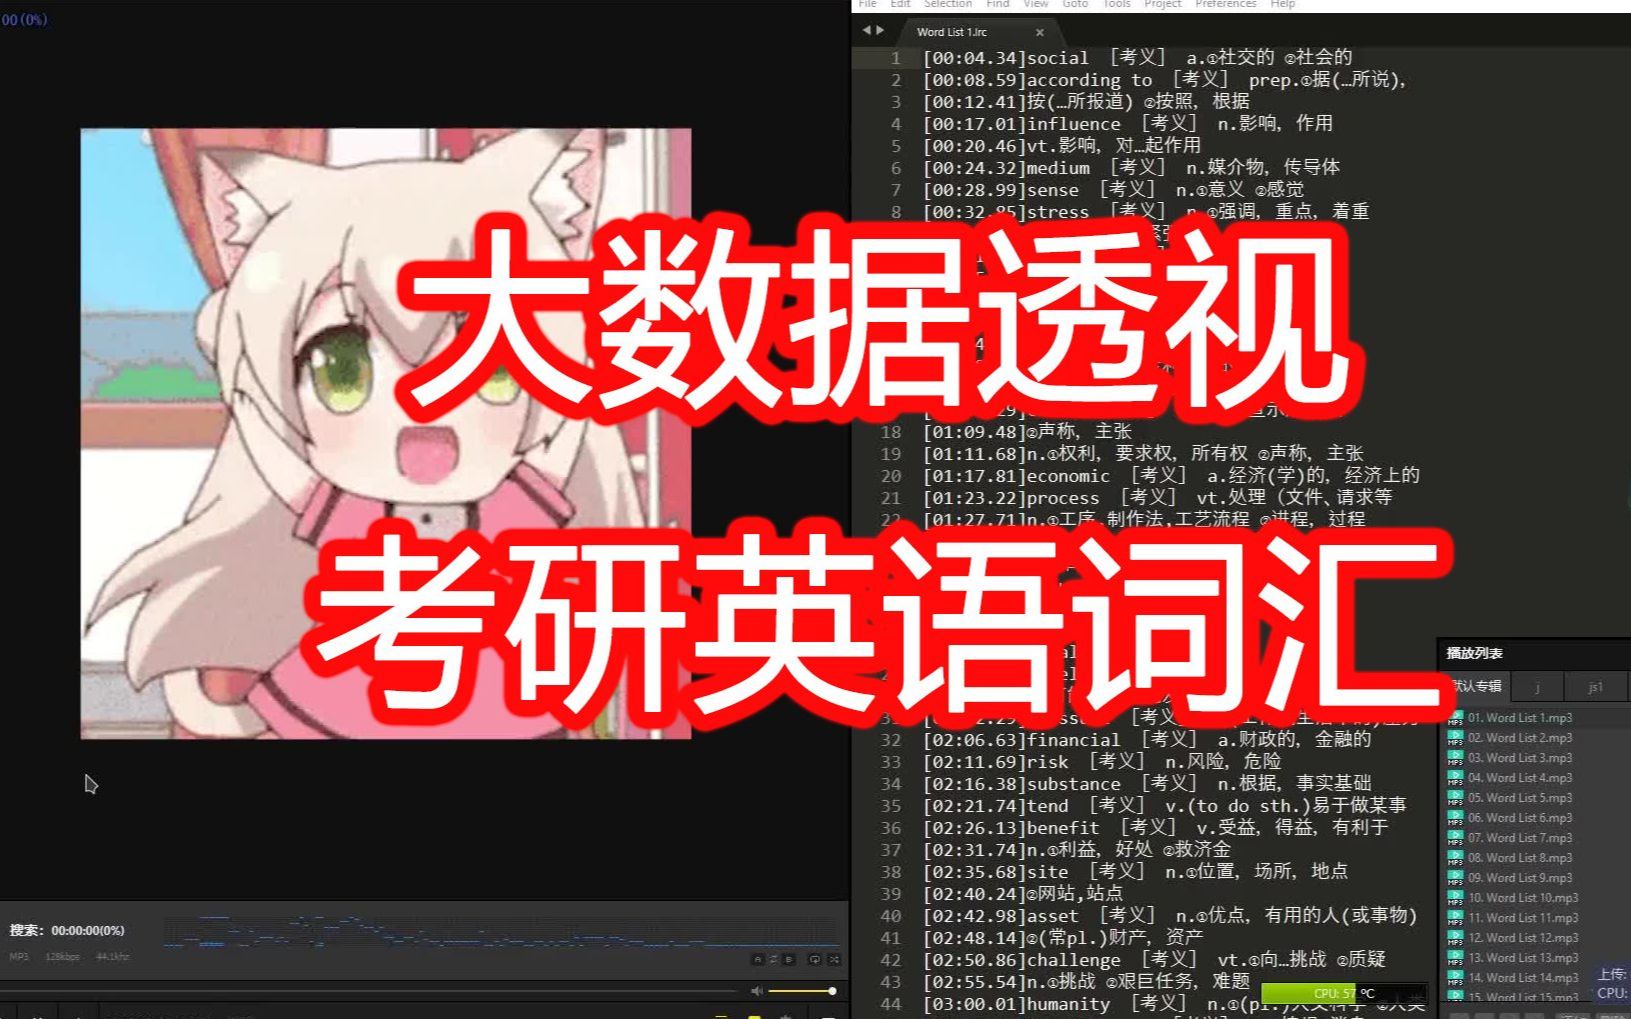 00(0%)
File Edit Selection Find View Goto Tools Project Preferences Help
Word List 1.lrc
1 [00:04.34]social [考义] a.①社交的 ②社会的
2 [00:08.59]according to [考义] prep.①据(…所说),
3 [00:12.41]按(…所报道) ②按照, 根据
4 [00:17.01]influence [考义] n.影响, 作用
5 [00:20.46]vt.影响, 对…起作用
6 [00:24.32]medium [考义] n.媒介物, 传导体
7 [00:28.99]sense [考义] n.①意义 ②感觉
8 [00:32.85]stress [考义] n.①强调, 重点, 着重
大数据透视
18 [01:09.48]②声称, 主张
19 [01:11.68]n.①权利, 要求权, 所有权 ②声称, 主张
20 [01:17.81]economic [考义] a.经济(学)的, 经济上的
21 [01:23.22]process [考义] vt.处理 (文件、请求等
22 [01:27.71]n.①工序,制作法,工艺流程 ②进程, 过程
考研英语词汇
32 [02:06.63]financial [考义] a.财政的, 金融的
33 [02:11.69]risk [考义] n.风险, 危险
34 [02:16.38]substance [考义] n.根据, 事实基础
35 [02:21.74]tend [考义] v.(to do sth.)易于做某事
36 [02:26.13]benefit [考义] v.受益, 得益, 有利于
37 [02:31.74]n.①利益, 好处 ②救济金
38 [02:35.68]site [考义] n.①位置, 场所, 地点
39 [02:40.24]②网站,站点
40 [02:42.98]asset [考义] n.①优点, 有用的人(或事物)
41 [02:48.14]②(常pl.)财产, 资产
42 [02:50.86]challenge [考义] vt.①向…挑战 ②质疑
43 [02:55.54]n.①挑战 ②艰巨任务, 难题
44 [03:00.01]humanity [考义] n.①(pl.)
播放列表
默认专辑 j js1
01. Word List 1.mp3
02. Word List 2.mp3
03. Word List 3.mp3
04. Word List 4.mp3
05. Word List 5.mp3
06. Word List 6.mp3
07. Word List 7.mp3
08. Word List 8.mp3
09. Word List 9.mp3
10. Word List 10.mp3
11. Word List 11.mp3
12. Word List 12.mp3
13. Word List 13.mp3
14. Word List 14.mp3
15. Word List 15.mp3
搜索: 00:00:00(0%)
MP3 128kbps 44.1khz
CPU: 57 ℃
上传:
CPU: